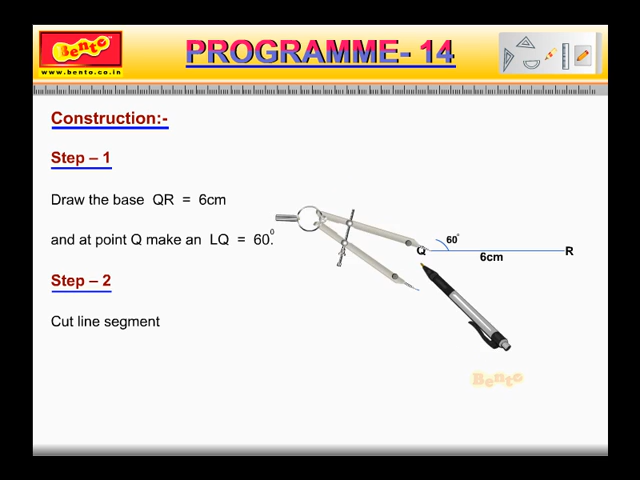 Bento
www.bento.co.in
PROGRAMME- 14
Construction:-
Step – 1
Draw the base QR = 6cm
and at point Q make an LQ = 60.⁰
60°
Q
R
6cm
Step – 2
Cut line segment
Bento